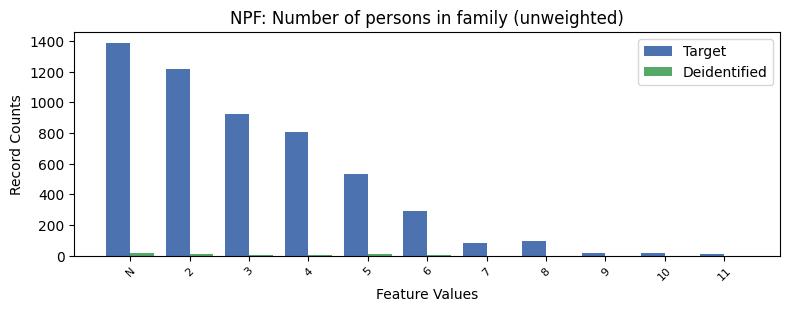 NPF: Number of persons in family (unweighted)
Target
Deidentified
Record Counts
1400
1200
1000
800
600
400
200
0
N 2 3 4 5 6 7 8 9 10 11
Feature Values